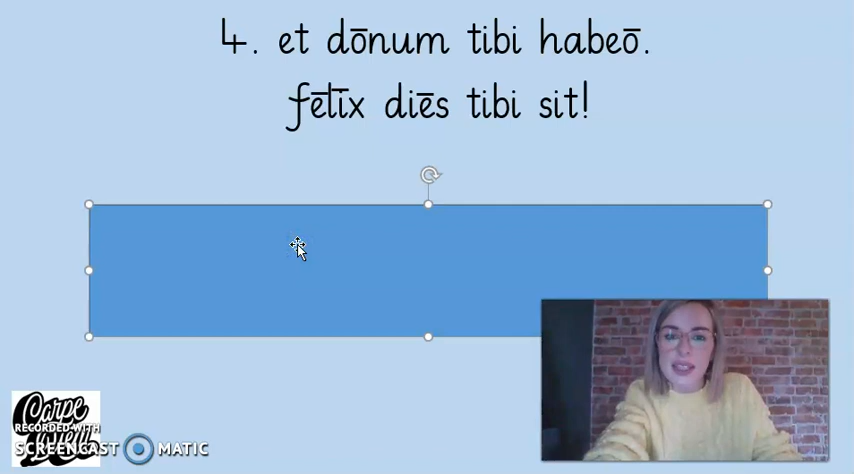 4. et dōnum tibi habeō.
fēlīx diēs tibi sit!
Carpe
RECORDED WITH
SCREENCAST MATIC